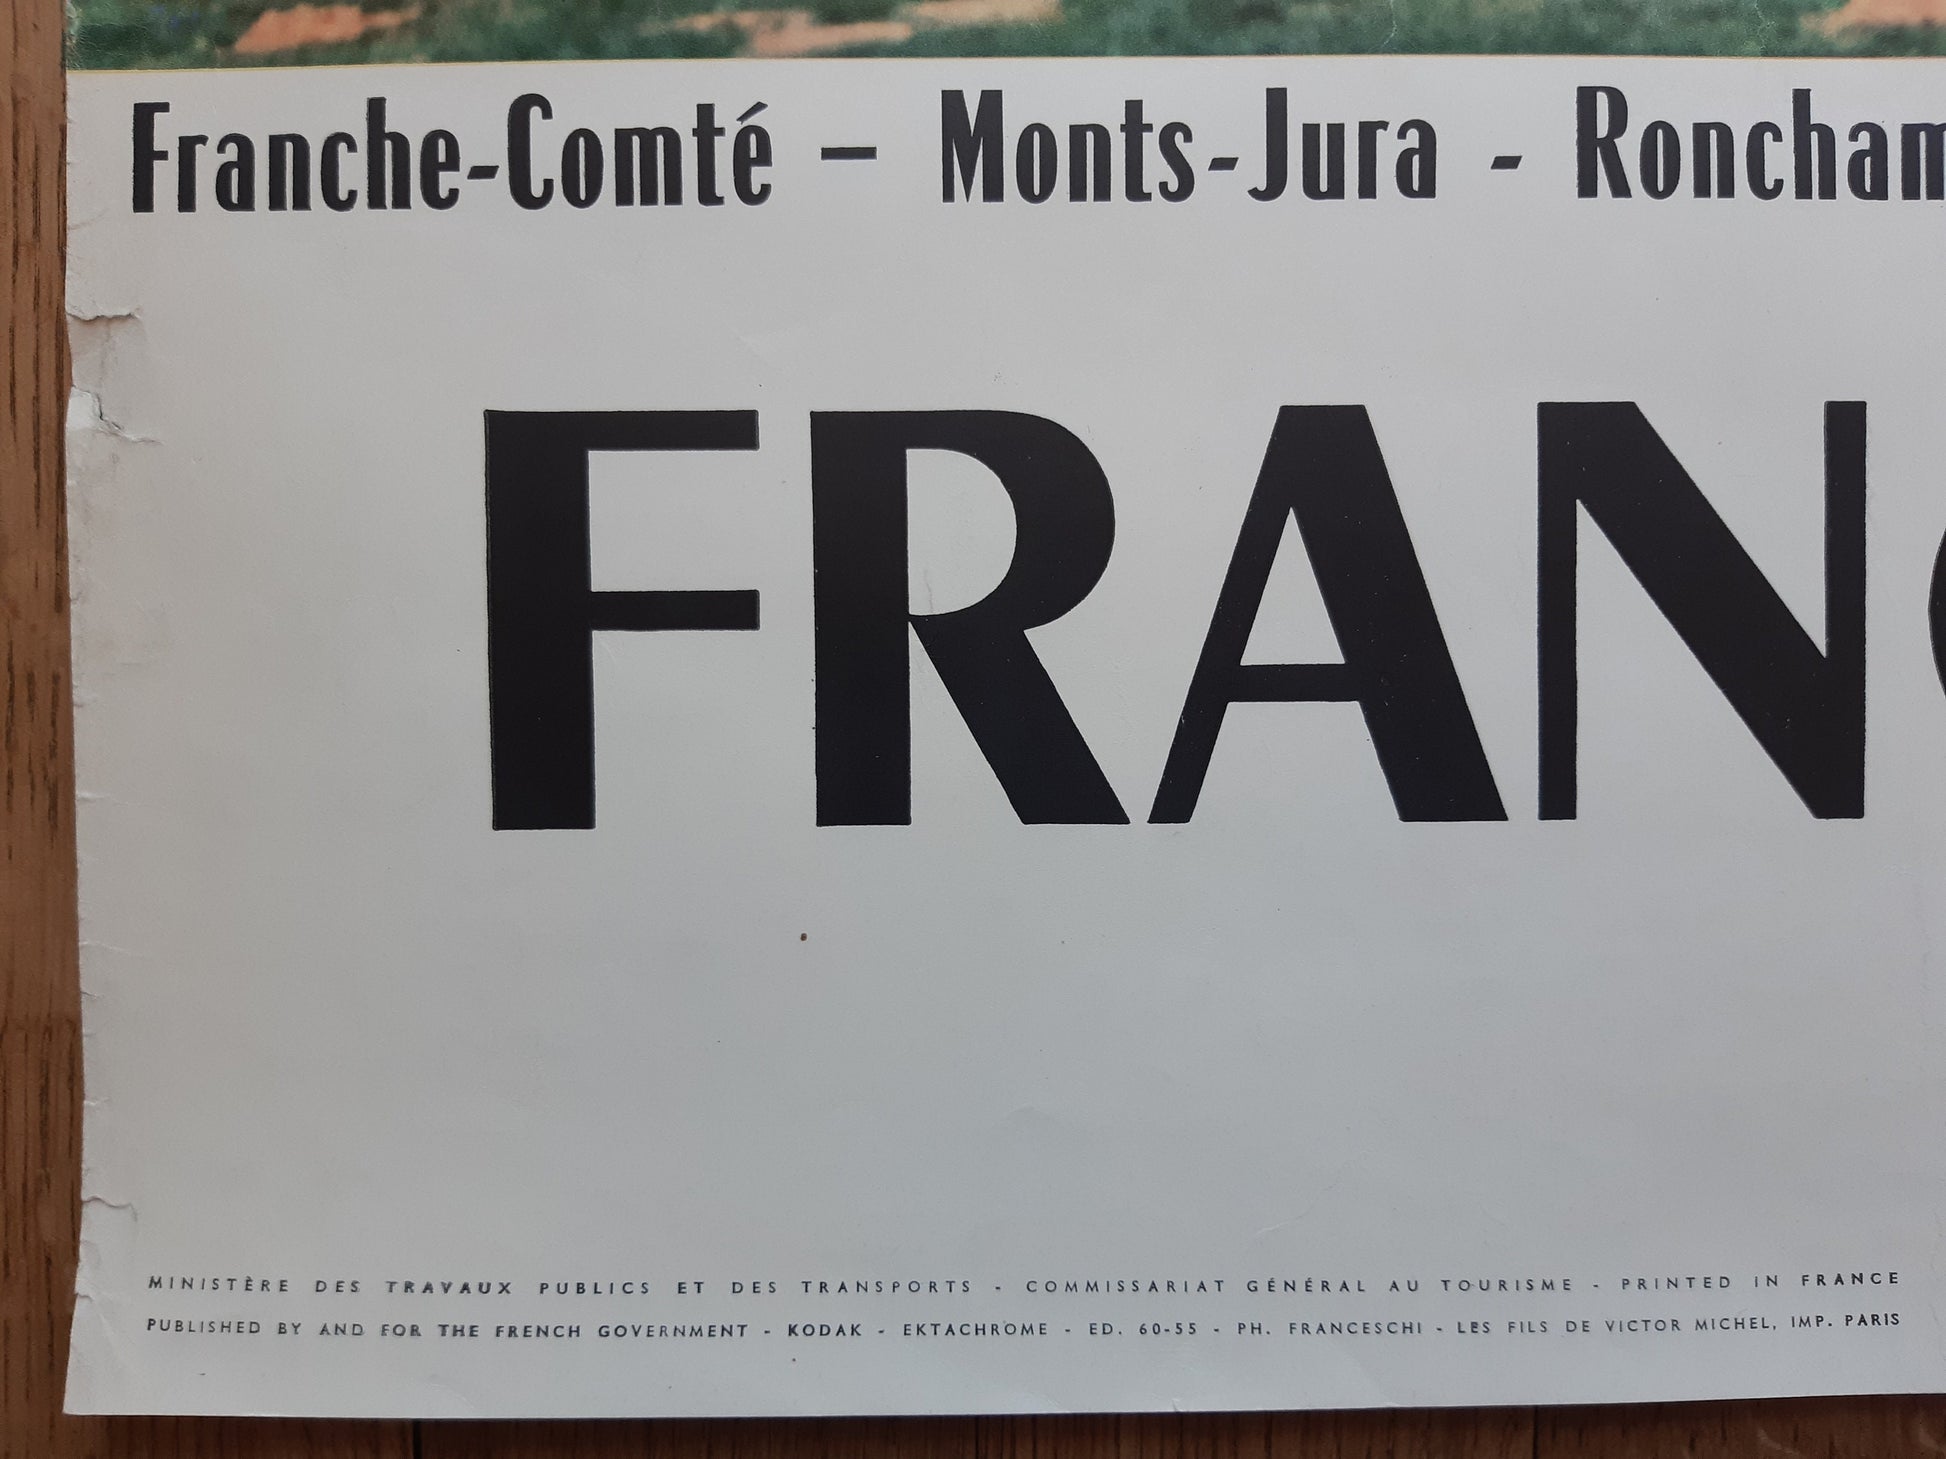 Franche-Comté – Monts-Jura - Roncham
FRANC
MINISTÈRE DES TRAVAUX PUBLICS ET DES TRANSPORTS - COMMISSARIAT GÉNÉRAL AU TOURISME - PRINTED IN FRANCE
PUBLISHED BY AND FOR THE FRENCH GOVERNMENT - KODAK - EKTACHROME - ED. 60-55 - PH. FRANCESCHI - LES FILS DE VICTOR MICHEL, IMP. PARIS